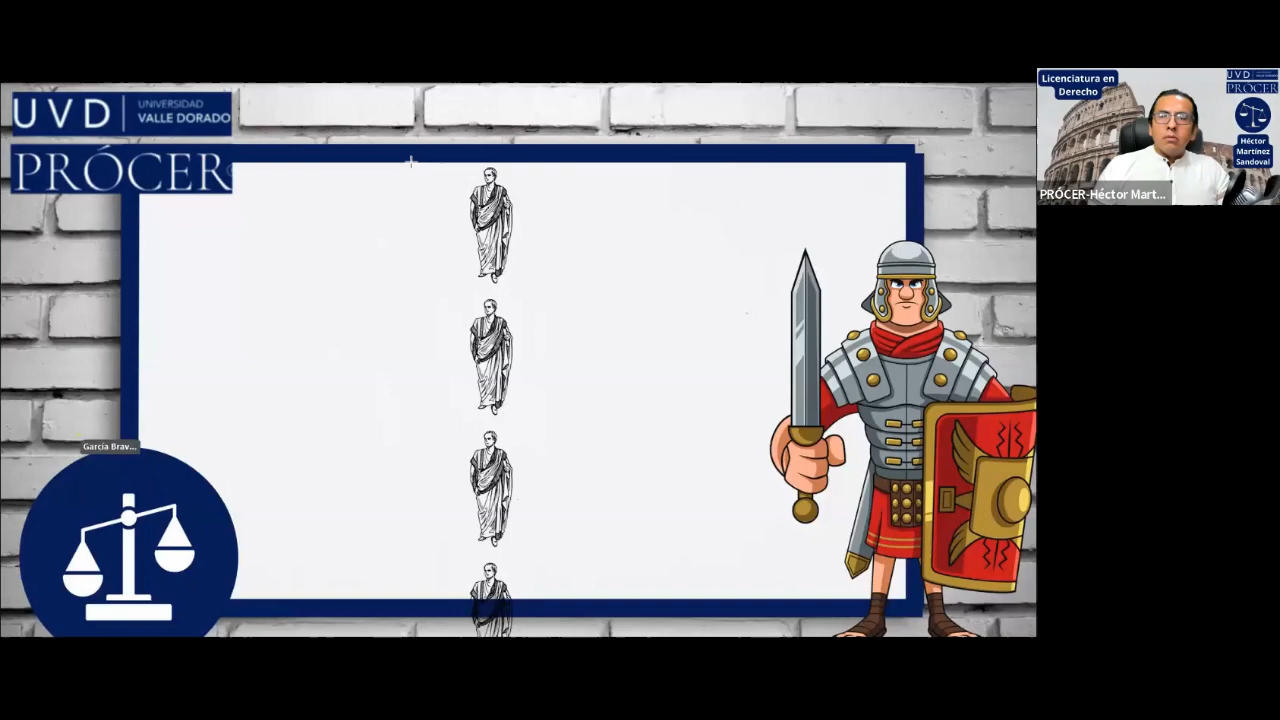 UVD UNIVERSIDAD
VALLE DORADO
PRÓCER
García Brav...
Licenciatura en
Derecho
UVD
PRÓCER
Héctor
Martínez
Sandoval
PRÓCER-Héctor Mart...